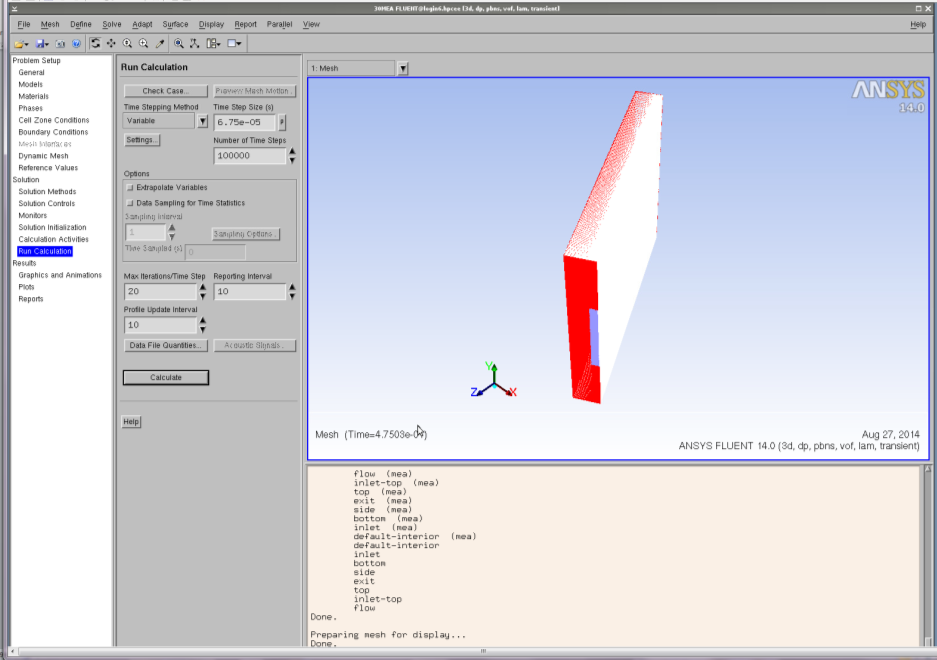 3DMEA FLUENT@login6.hpcoe [3d, dp, pbns, vof, lam, transient]
File Mesh Define Solve Adapt Surface Display Report Parallel View Help
Problem Setup
General
Models
Materials
Phases
Cell Zone Conditions
Boundary Conditions
Mesh Interfaces
Dynamic Mesh
Reference Values
Solution
Solution Methods
Solution Controls
Monitors
Solution Initialization
Calculation Activities
Run Calculation
Results
Graphics and Animations
Plots
Reports
Run Calculation
Check Case... Preview Mesh Motion...
Time Stepping Method Time Step Size (s)
Variable 6.75e-05
Settings... Number of Time Steps
100000
Options
Extrapolate Variables
Data Sampling for Time Statistics
Sampling Interval
1 Sampling Options...
Time Sampled (s) 0
Max Iterations/Time Step Reporting Interval
20 10
Profile Update Interval
10
Data File Quantities... Acoustic Signals...
Calculate
Help
1: Mesh
ANSYS
14.0
Y
Z X
Mesh (Time=4.7503e- Aug 27, 2014
ANSYS FLUENT 14.0 (3d, dp, pbns, vof, lam, transient)
flow (mea)
inlet-top (mea)
top (mea)
exit (mea)
side (mea)
bottom (mea)
inlet (mea)
default-interior (mea)
default-interior
inlet
bottom
side
exit
top
inlet-top
flow
Done.
Preparing mesh for display...
Done.